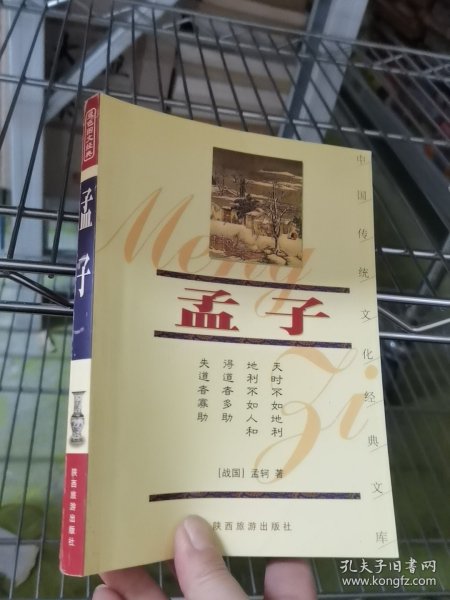 孟子
陕西旅游出版社
Meng
Zi
孟子
天时不如地利
地利不如人和
得道者多助
失道者寡助
[战国] 孟轲 著
陕西旅游出版社
中国传统文化经典文库
孔夫子旧书网
www.kongfz.com